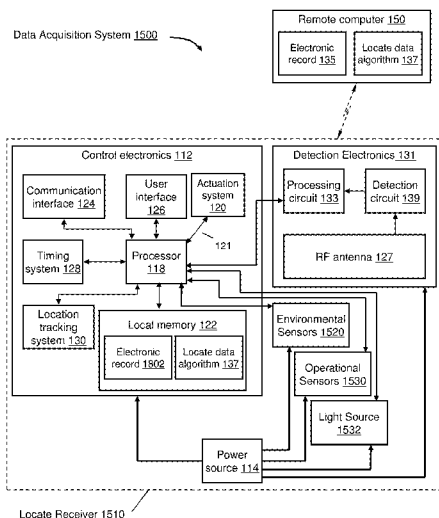 Remote computer 150
Data Acquisition System 1500
Electronic
record 135
Locate data
algorithm 137
Control electronics 112
Detection Electronics 131
Communication
interface 124
User
interface
126
Actuation
system
120
Processing
circuit 133
Detection
circuit 139
121
Timing
system 128
Processor
118
RF antenna 127
Location
tracking
system 130
Local memory 122
Electronic
record 1802
Locate data
algorithm 137
Environmental
Sensors 1520
Operational
Sensors 1530
Light Source
1532
Power
source 114
Locate Receiver 1510